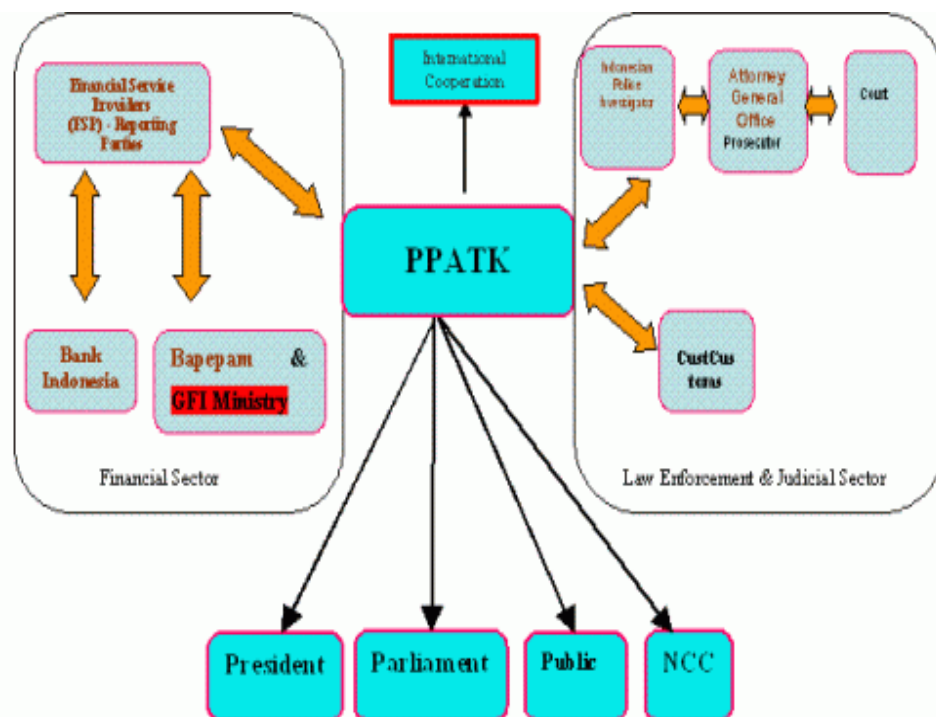 Financial Service
Providers
(FSP) - Reporting
Parties
International
Cooperation
Indonesian
Police
Investigator
Attorney
General
Office
Prosecutor
Court
PPATK
Bank
Indonesia
Bapepam &
GFI Ministry
CustCus
toms
Financial Sector
Law Enforcement & Judicial Sector
President
Parliament
Public
NCC